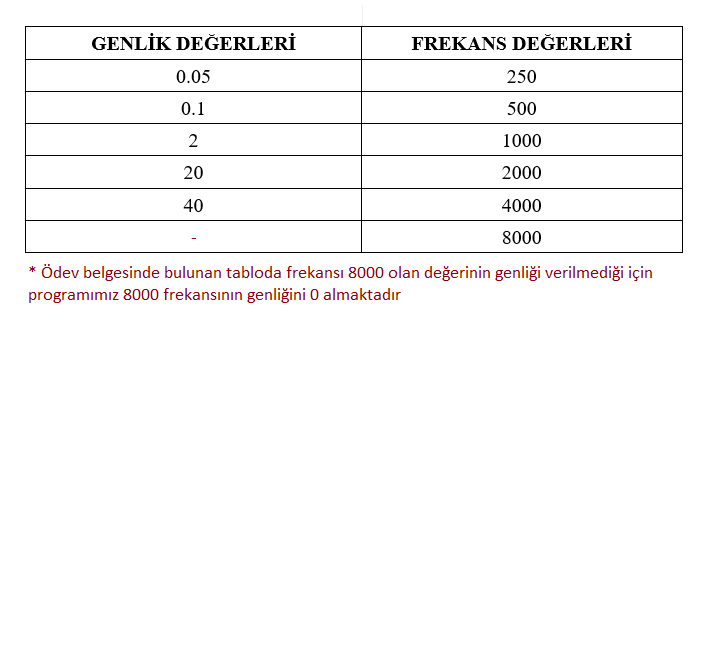 GENLİK DEĞERLERİ FREKANS DEĞERLERİ
0.05 250
0.1 500
2 1000
20 2000
40 4000
- 8000
* Ödev belgesinde bulunan tabloda frekansı 8000 olan değerinin genliği verilmediği için
programımız 8000 frekansının genliğini 0 almaktadır